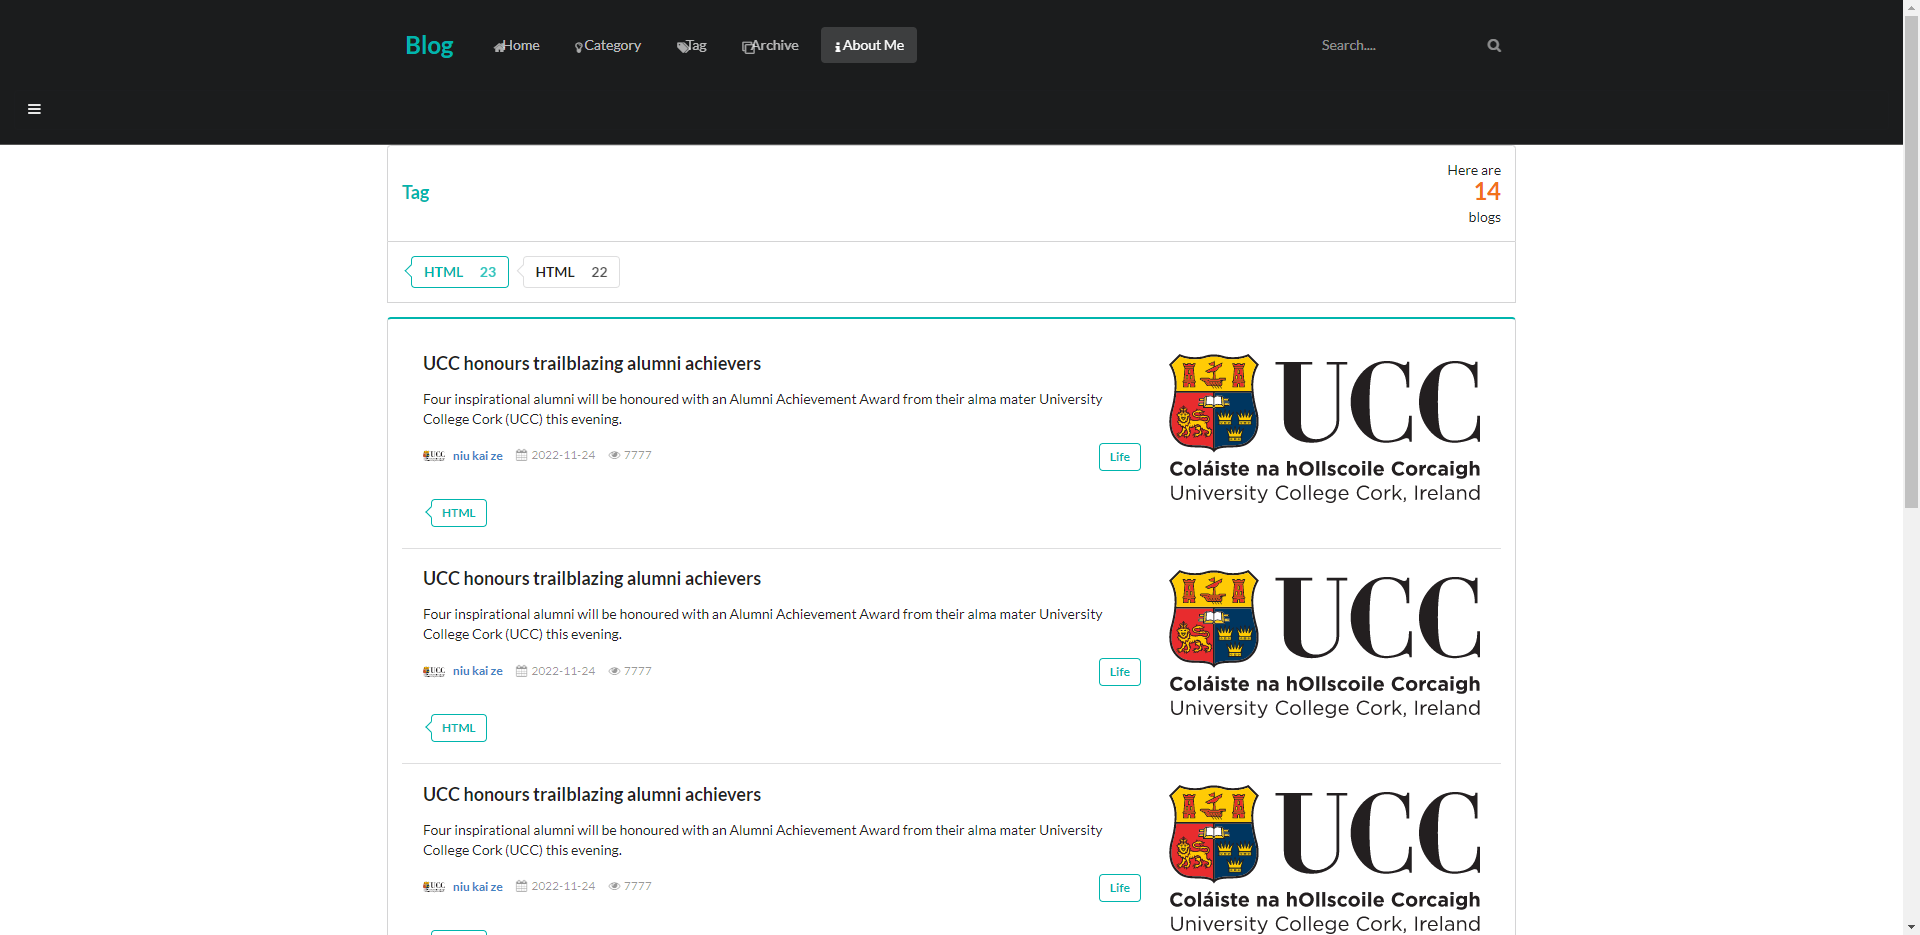 Blog Home Category Tag Archive About Me Search....
Tag
Here are
14
blogs
HTML 23 HTML 22
UCC honours trailblazing alumni achievers
Four inspirational alumni will be honoured with an Alumni Achievement Award from their alma mater University
College Cork (UCC) this evening.
niu kai ze 2022-11-24 7777 Life
HTML
UCC
Coláiste na hOllscoile Corcaigh
University College Cork, Ireland
UCC honours trailblazing alumni achievers
Four inspirational alumni will be honoured with an Alumni Achievement Award from their alma mater University
College Cork (UCC) this evening.
niu kai ze 2022-11-24 7777 Life
HTML
UCC
Coláiste na hOllscoile Corcaigh
University College Cork, Ireland
UCC honours trailblazing alumni achievers
Four inspirational alumni will be honoured with an Alumni Achievement Award from their alma mater University
College Cork (UCC) this evening.
niu kai ze 2022-11-24 7777 Life
UCC
Coláiste na hOllscoile Corcaigh
University College Cork, Ireland